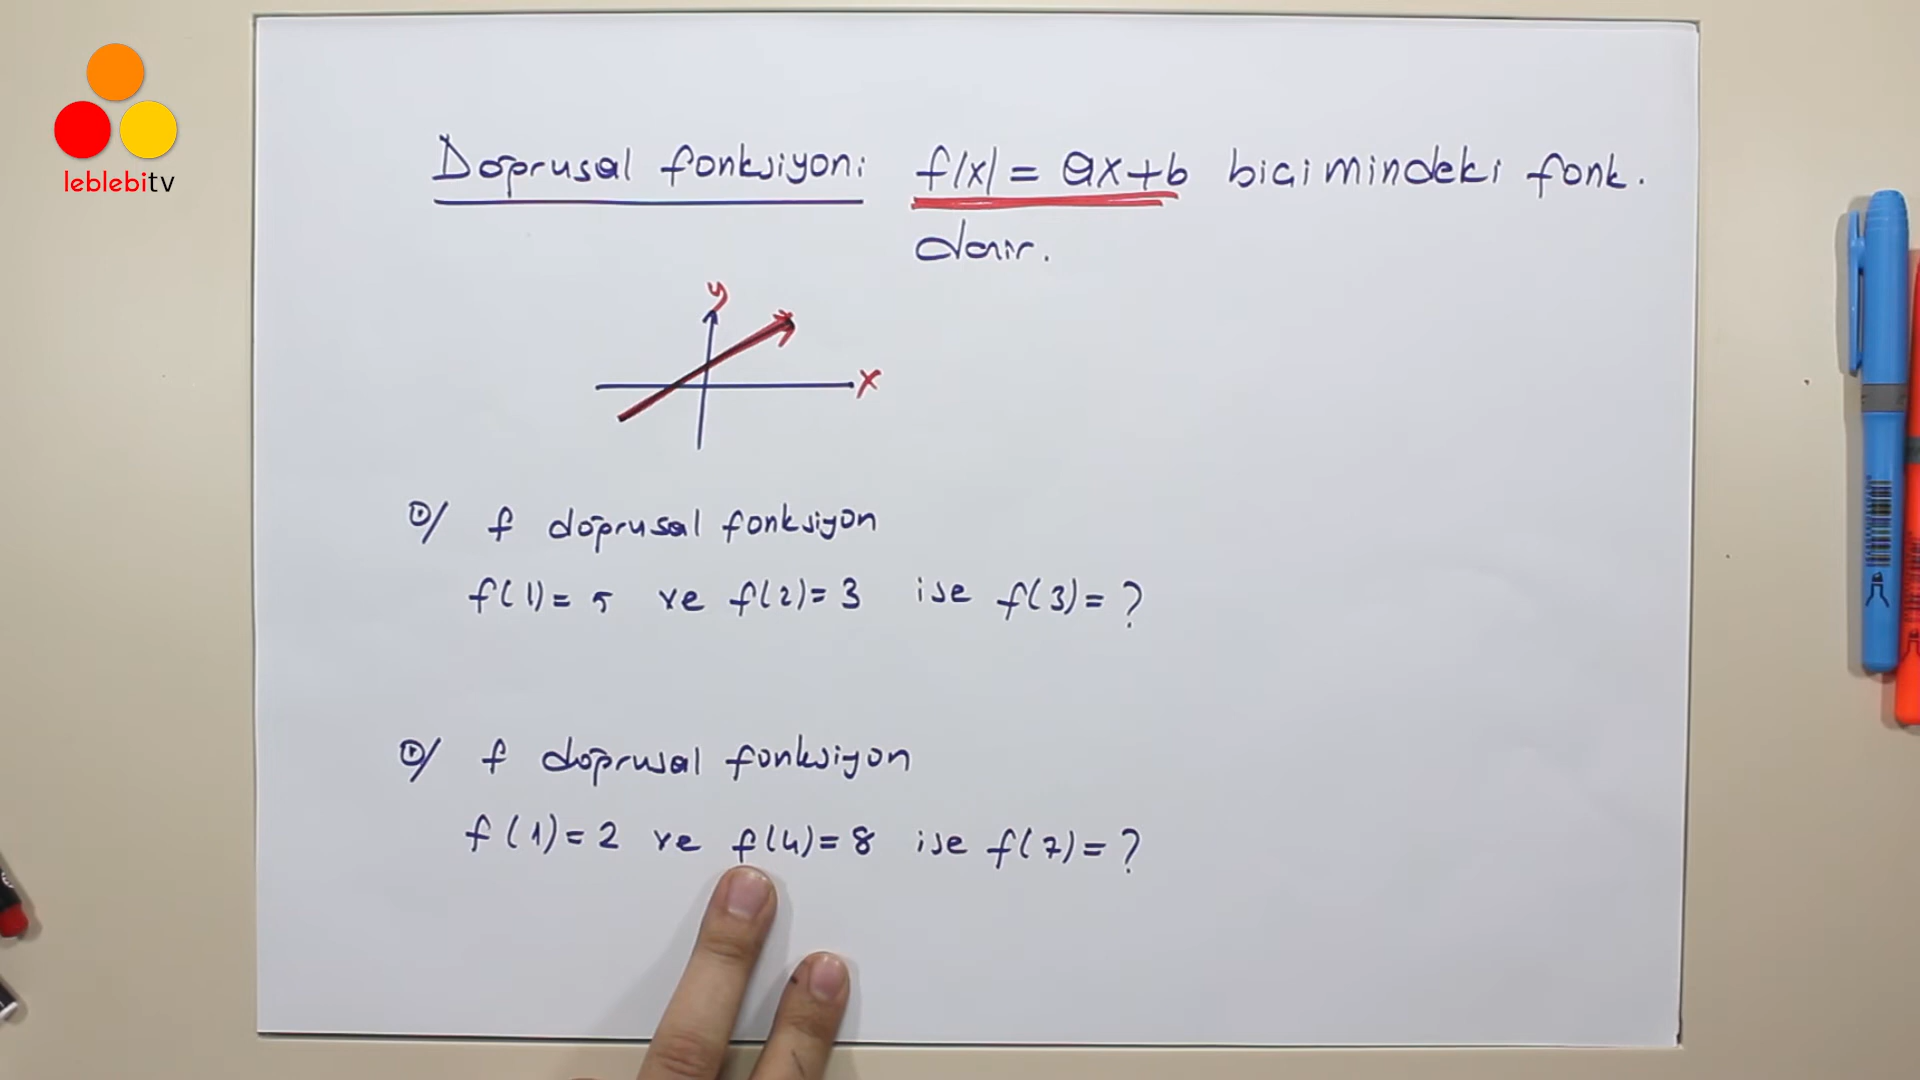 leblebitv
Doğrusal fonksiyon: f(x) = ax+b biçimindeki fonk.
dır.
y
x
Ö/ f doğrusal fonksiyon
f(1) = 5 ve f(2) = 3 ise f(3) = ?
Ö/ f doğrusal fonksiyon
f(1) = 2 ve f(4) = 8 ise f(7) = ?